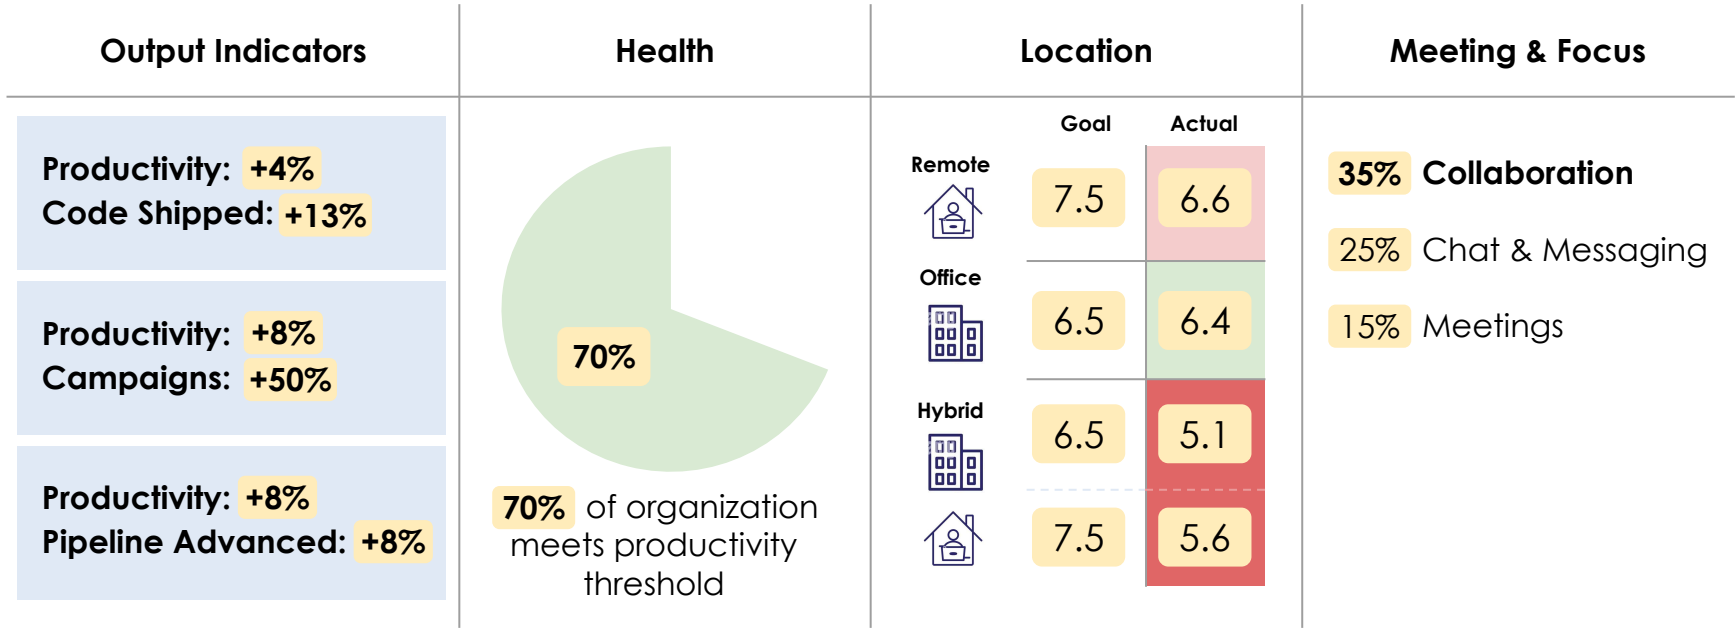 Output Indicators
Productivity: +4%
Code Shipped: +13%
Productivity: +8%
Campaigns: +50%
Productivity: +8%
Pipeline Advanced: +8%
Health
70%
70% of organization
meets productivity
threshold
Location
Goal Actual
Remote
7.5 6.6
Office
6.5 6.4
Hybrid
6.5 5.1
7.5 5.6
Meeting & Focus
35% Collaboration
25% Chat & Messaging
15% Meetings